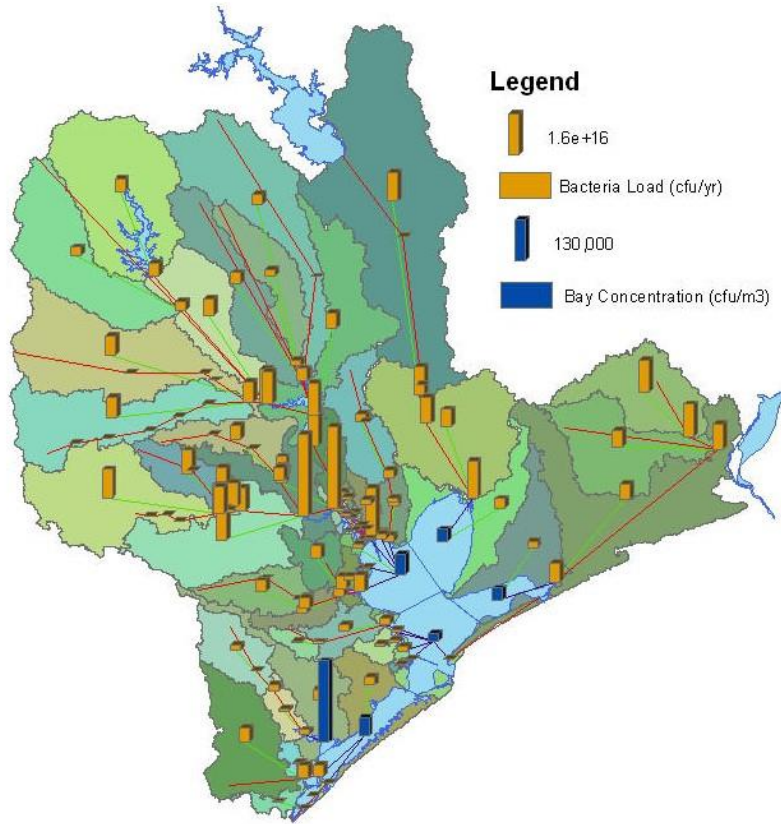 Legend
1.6e+16
Bacteria Load (cfu/yr)
130,000
Bay Concentration (cfu/m3)